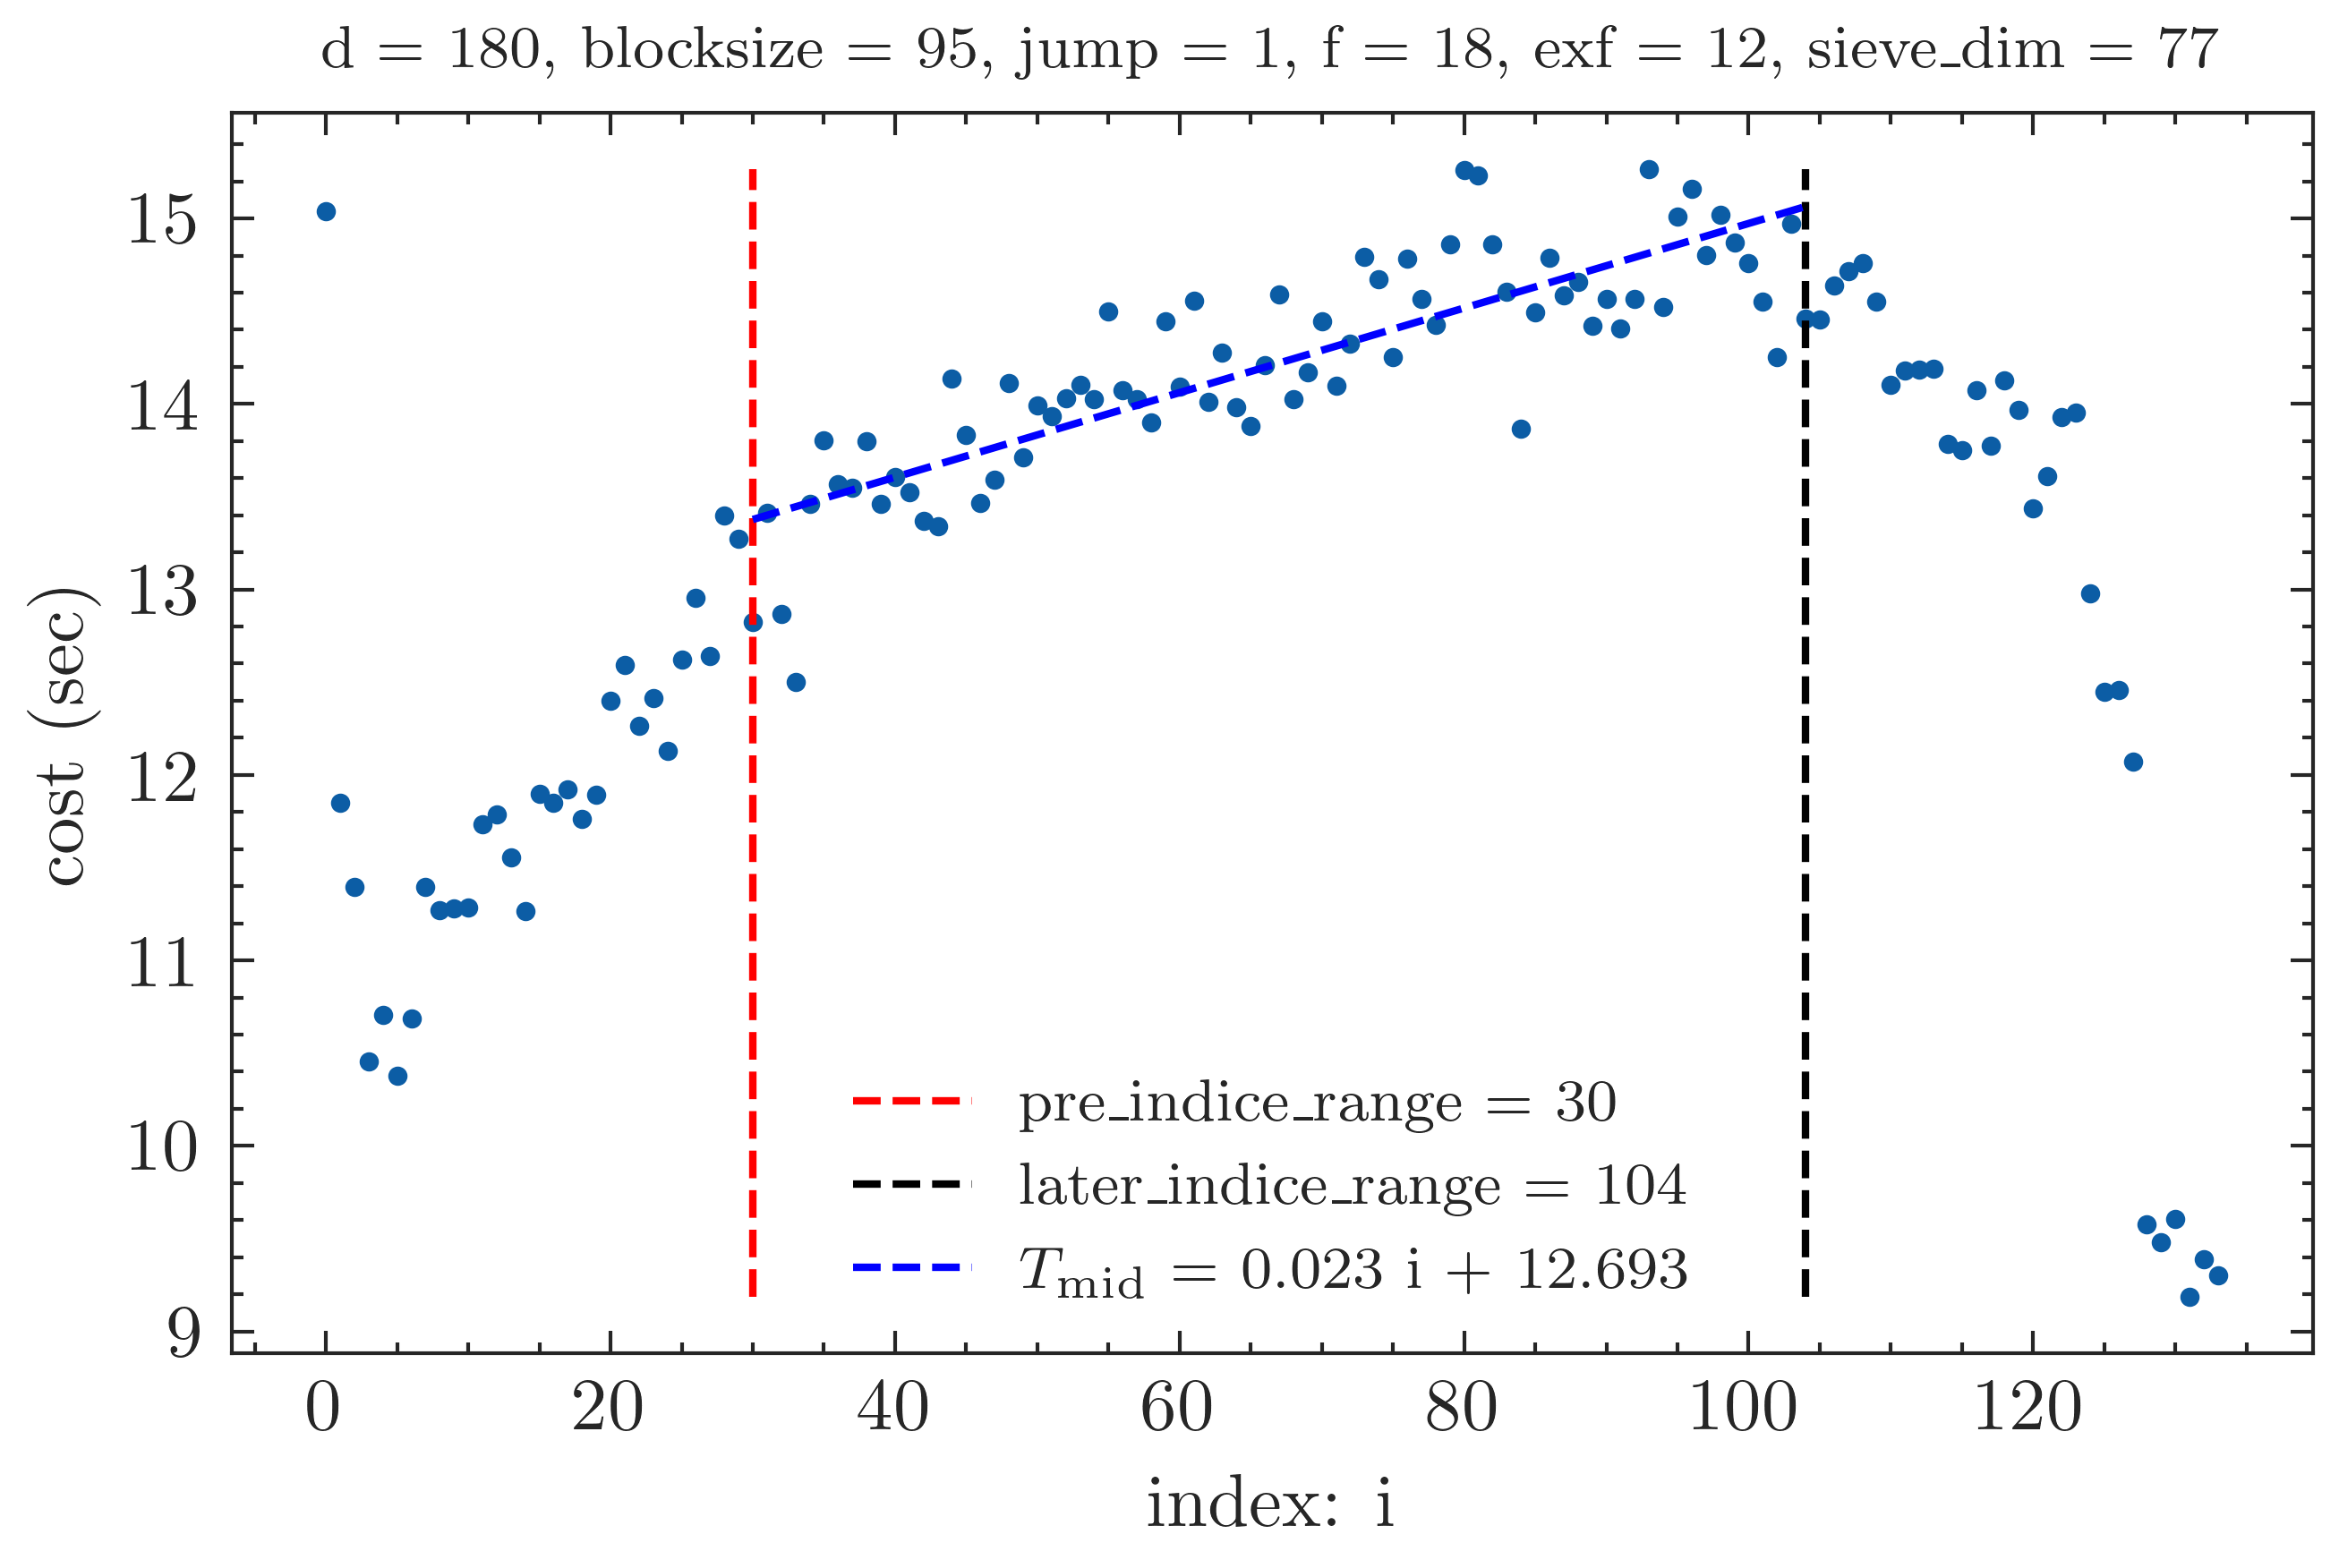 d = 180, blocksize = 95, jump = 1, f = 18, exf = 12, sieve_dim = 77
15
14
13
12
11
10
9
cost (sec)
pre_indice_range = 30
later_indice_range = 104
T_mid = 0.023 i + 12.693
0 20 40 60 80 100 120
index: i